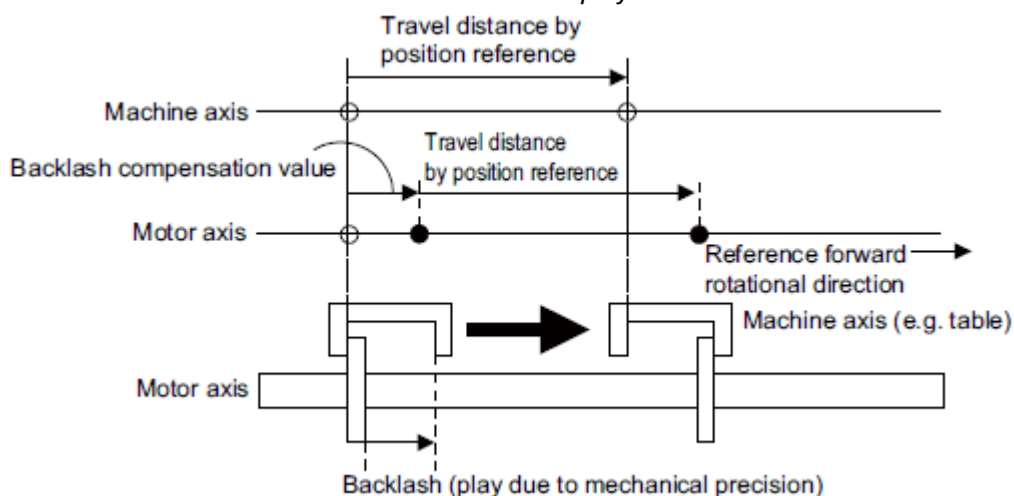 Travel distance by
position reference
Machine axis
Travel distance
by position reference
Backlash compensation value
Motor axis
Reference forward
rotational direction
Machine axis (e.g. table)
Motor axis
Backlash (play due to mechanical precision)